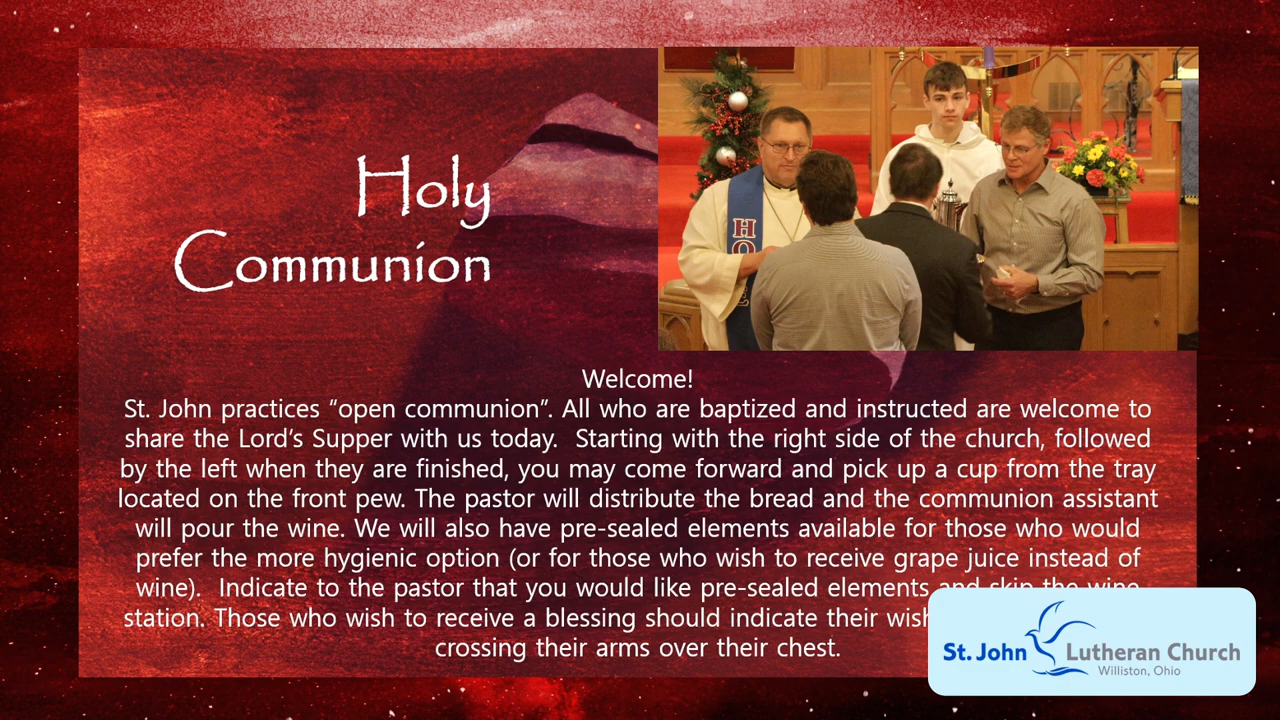 Holy
Communion
H
O
Welcome!
St. John practices “open communion”. All who are baptized and instructed are welcome to
share the Lord’s Supper with us today.  Starting with the right side of the church, followed
by the left when they are finished, you may come forward and pick up a cup from the tray
located on the front pew. The pastor will distribute the bread and the communion assistant
will pour the wine. We will also have pre-sealed elements available for those who would
prefer the more hygienic option (or for those who wish to receive grape juice instead of
wine).  Indicate to the pastor that you would like pre-sealed elements and skip the wine
station. Those who wish to receive a blessing should indicate their
crossing their arms over their chest.
St. John Lutheran Church
Williston, Ohio